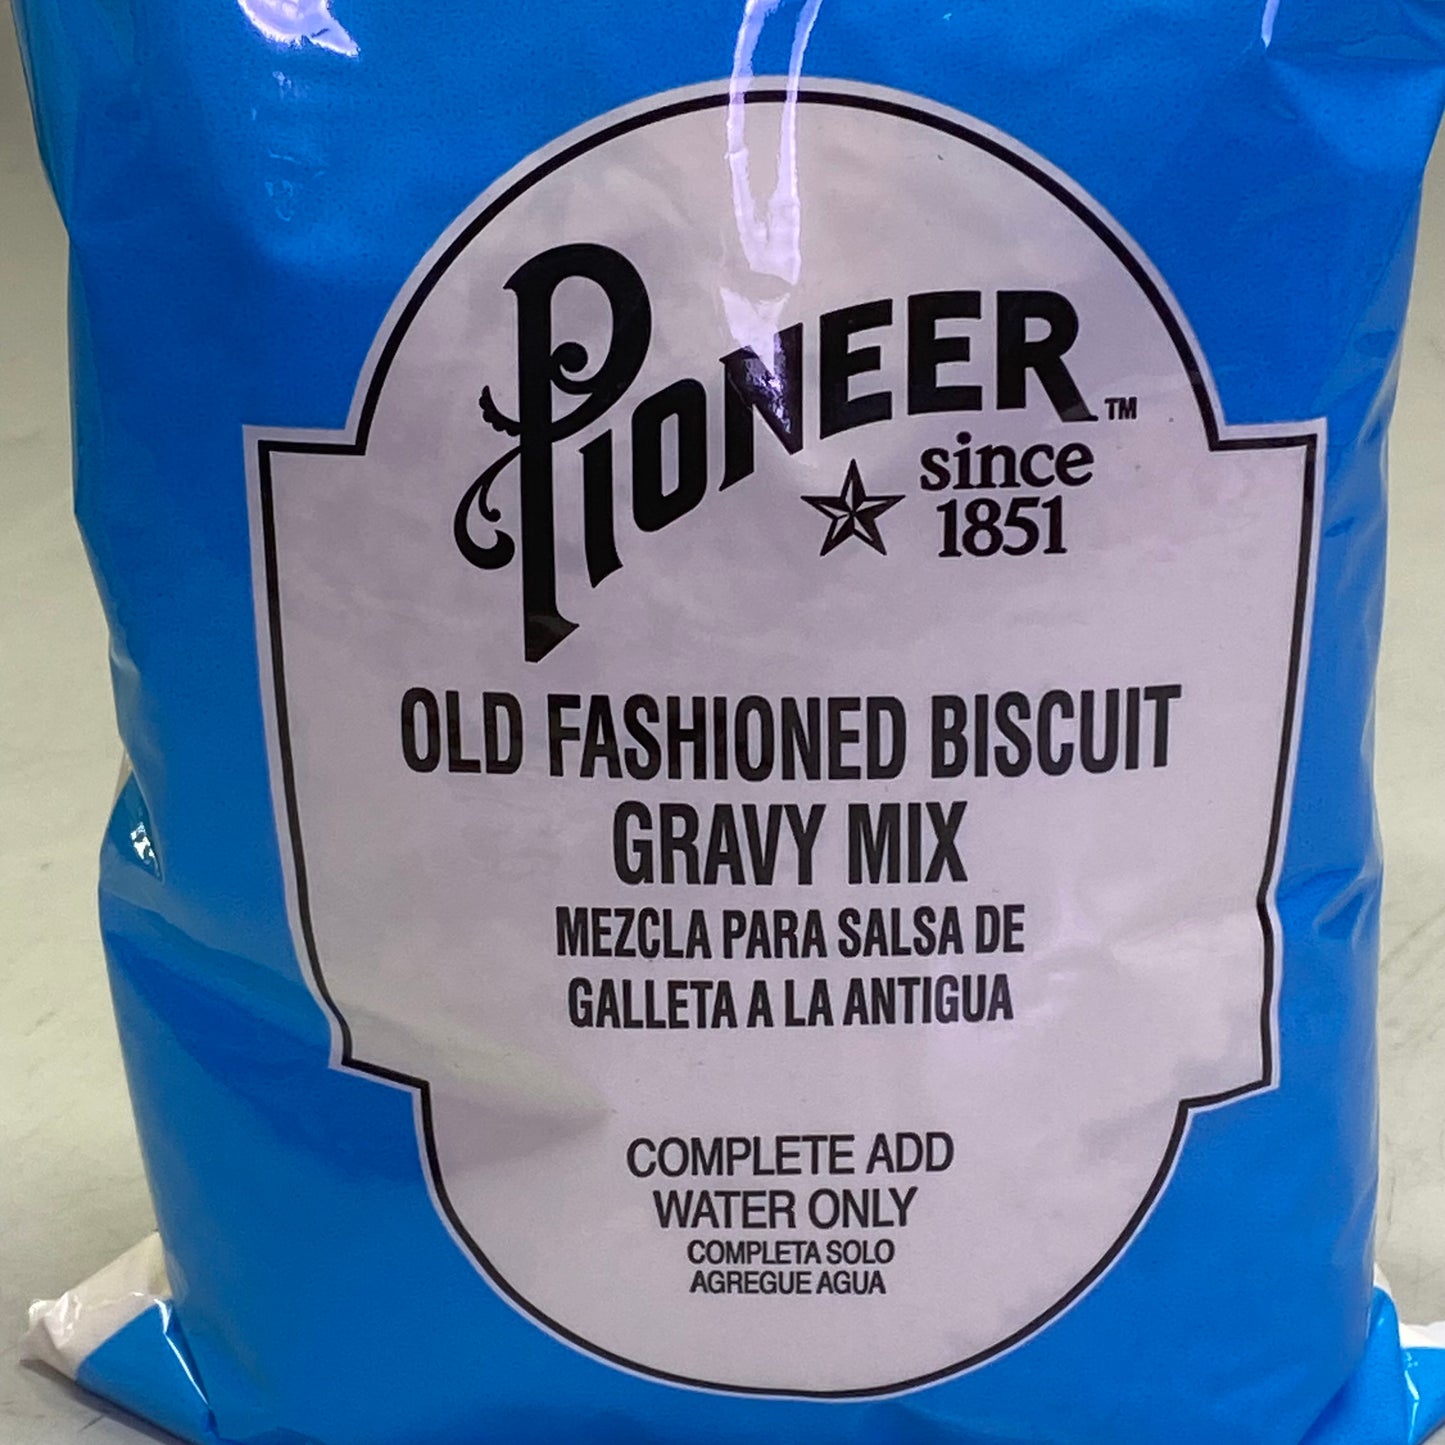 PIONEER™
since
1851
OLD FASHIONED BISCUIT
GRAVY MIX
MEZCLA PARA SALSA DE
GALLETA A LA ANTIGUA
COMPLETE ADD
WATER ONLY
COMPLETA SOLO
AGREGUE AGUA